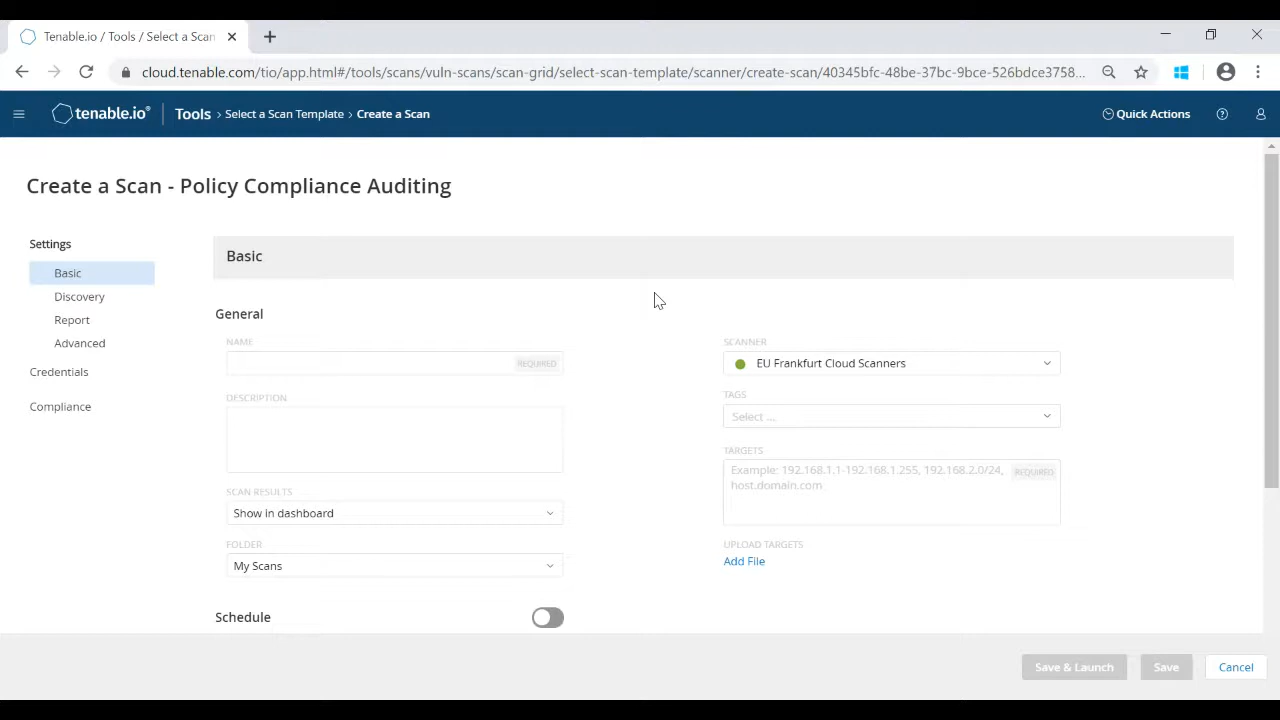 Tenable.io / Tools / Select a Scan
cloud.tenable.com/tio/app.html#/tools/scans/vuln-scans/scan-grid/select-scan-template/scanner/create-scan/40345bfc-48be-37bc-9bce-526bdce3758...
tenable.io® Tools › Select a Scan Template › Create a Scan Quick Actions
Create a Scan - Policy Compliance Auditing
Settings
Basic
Discovery
Report
Advanced
Credentials
Compliance
Basic
General
NAME
REQUIRED
DESCRIPTION
SCAN RESULTS
Show in dashboard
FOLDER
My Scans
Schedule
SCANNER
EU Frankfurt Cloud Scanners
TAGS
Select ...
TARGETS
Example: 192.168.1.1-192.168.1.255, 192.168.2.0/24, REQUIRED
host.domain.com
UPLOAD TARGETS
Add File
Save & Launch Save Cancel